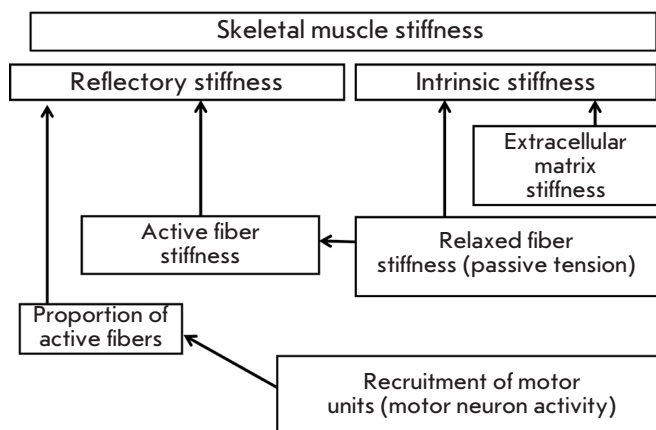 Skeletal muscle stiffness
Reflectory stiffness
Intrinsic stiffness
Extracellular
matrix
stiffness
Active fiber
stiffness
Relaxed fiber
stiffness (passive tension)
Proportion of
active fibers
Recruitment of motor
units (motor neuron activity)